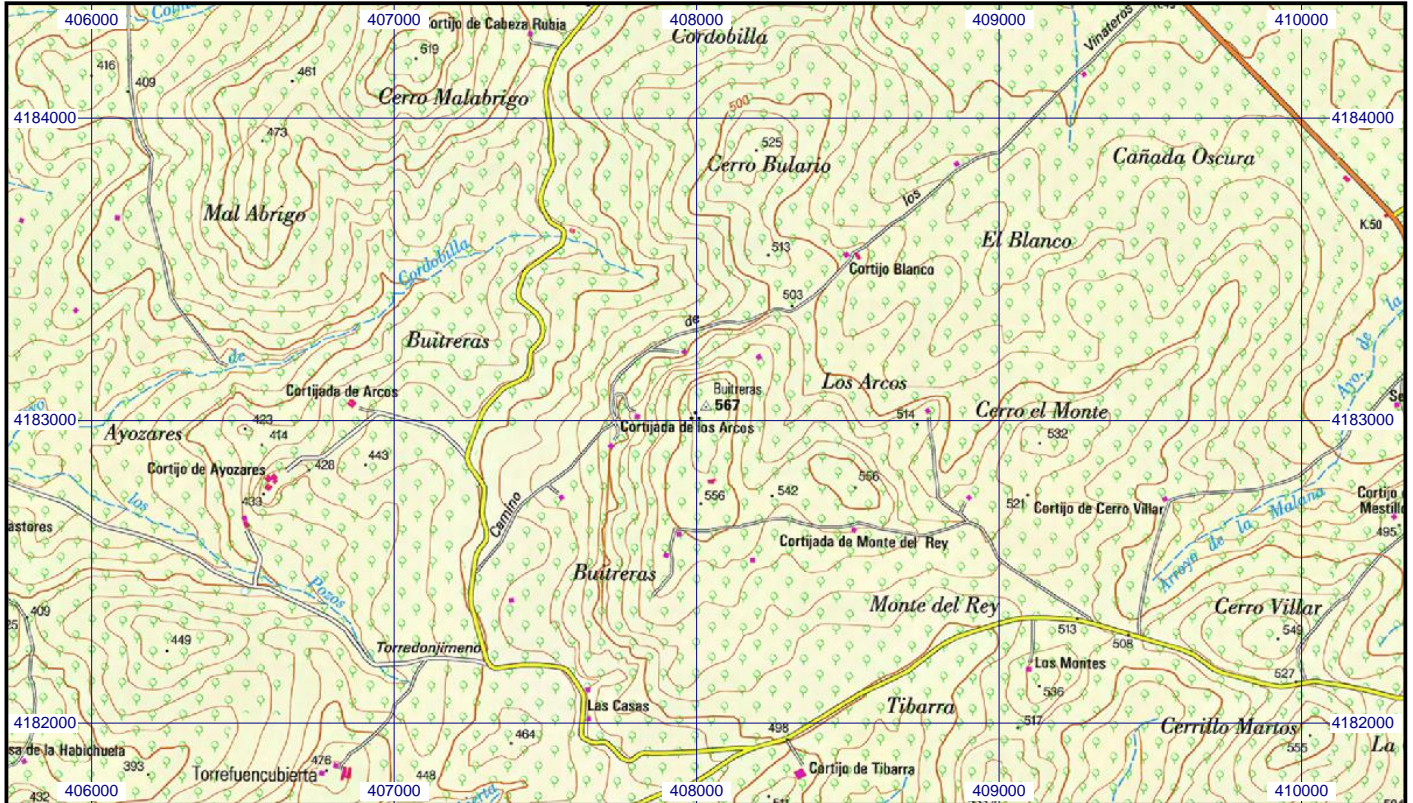 406000
407000
408000
409000
410000
ortijo de Cabeza Rubia
Cordobilla
Vinateros
416
409
461
519
Cerro Malabrigo
500
4184000
4184000
473
525
Cerro Bulario
Cañada Oscura
Mal Abrigo
los
K.50
Cordobilla
El Blanco
513
Cortijo Blanco
503
de
de
Buitreras
de
la
Ayo.
Cortijada de Arcos
Buitreras
567
Los Arcos
514
Cerro el Monte
4183000
4183000
423
414
Ayozares
Cortijada de los Arcos
532
Cortijo de Ayozares
428
443
433
los
Camino
556
542
556
521
Cortijo de Cerro Villar
Arroyo de la Malena
Cortijo
Mestill
495
astores
Cortijada de Monte del Rey
Buitreras
Pozos
Monte del Rey
Cerro Villar
409
449
Torredonjimeno
513
508
Los Montes
527
536
Las Casas
Tibarra
517
Cerrillo Martos
4182000
4182000
498
464
555
La
sa de la Habichuela
393
Torrefuencubierta
476
448
Cortijo de Tibarra
432
406000
407000
408000
409000
410000